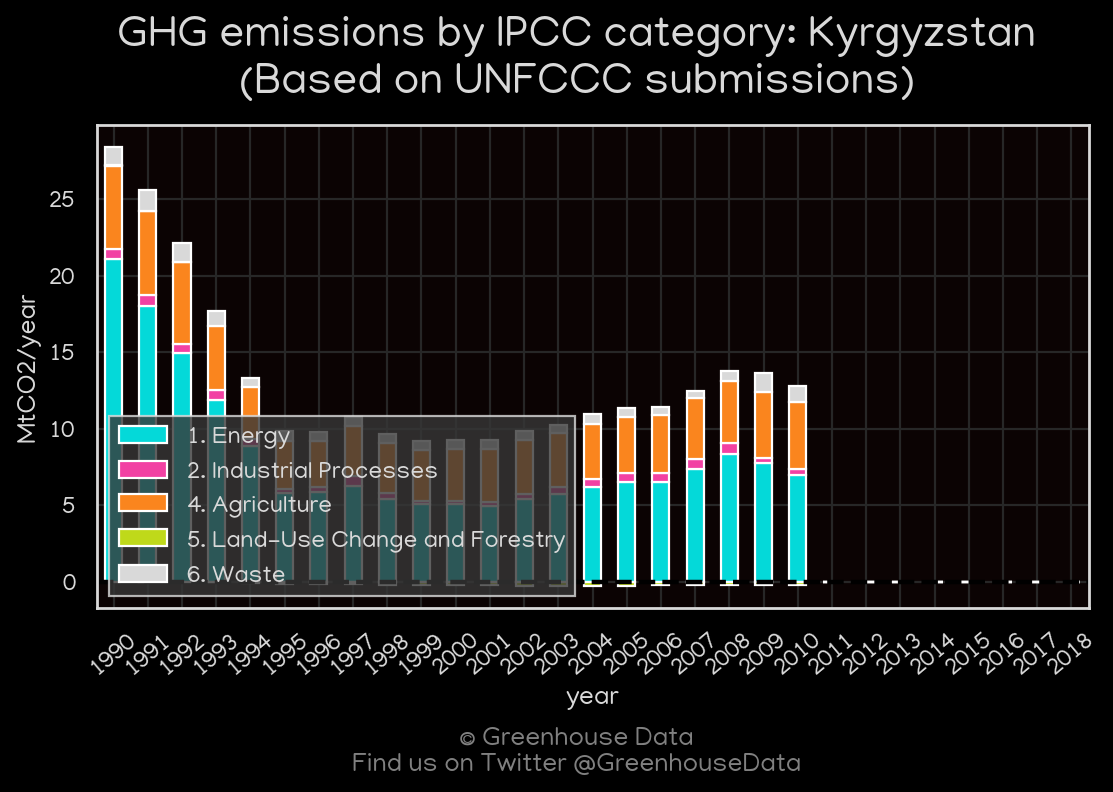 GHG emissions by IPCC category: Kyrgyzstan
(Based on UNFCCC submissions)
MtCO2/year
25
20
15
10
5
0
1. Energy
2. Industrial Processes
4. Agriculture
5. Land-Use Change and Forestry
6. Waste
1990 1991 1992 1993 1994 1995 1996 1997 1998 1999 2000 2001 2002 2003 2004 2005 2006 2007 2008 2009 2010 2011 2012 2013 2014 2015 2016 2017 2018
year
© Greenhouse Data
Find us on Twitter @GreenhouseData